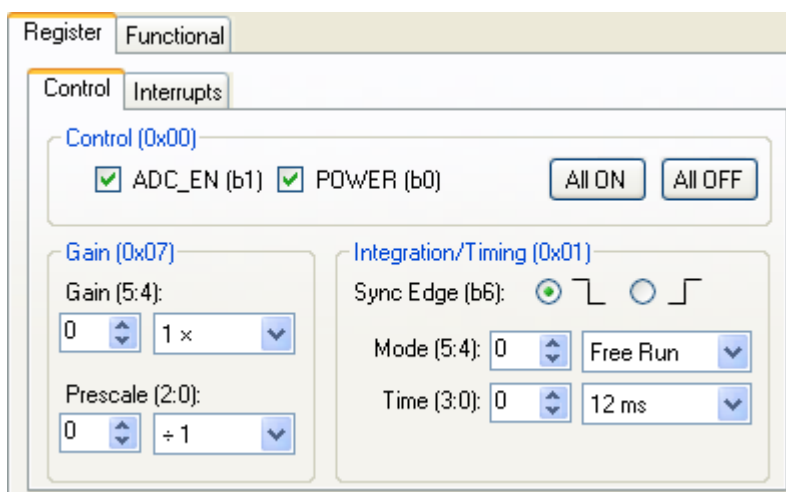 Register Functional
Control Interrupts
Control (0x00)
ADC_EN (b1) POWER (b0) All ON All OFF
Gain (0x07)
Gain (5:4):
0 1 ×
Prescale (2:0):
0 ÷ 1
Integration/Timing (0x01)
Sync Edge (b6):
Mode (5:4): 0 Free Run
Time (3:0): 0 12 ms